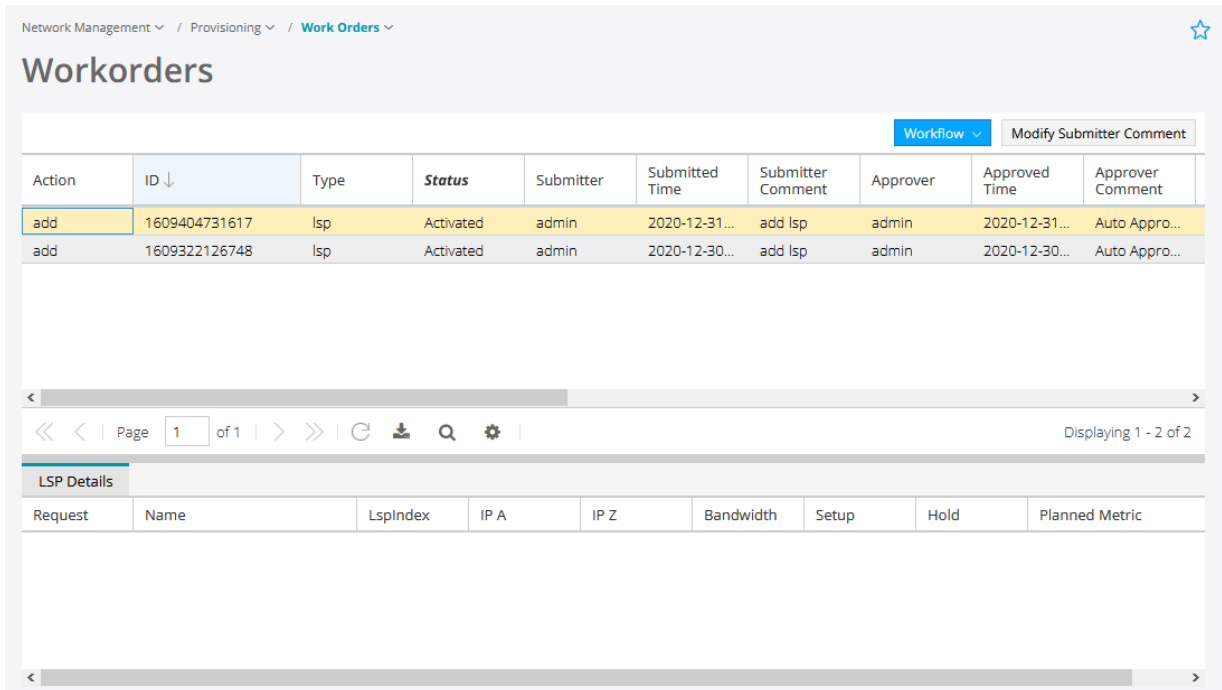 Network Management / Provisioning / Work Orders
Workorders
Workflow Modify Submitter Comment
Action ID Type Status Submitter Submitted Time Submitter Comment Approver Approved Time Approver Comment
add 1609404731617 lsp Activated admin 2020-12-31... add lsp admin 2020-12-31... Auto Appro...
add 1609322126748 lsp Activated admin 2020-12-30... add lsp admin 2020-12-30... Auto Appro...
Page 1 of 1 Displaying 1 - 2 of 2
LSP Details
Request Name LspIndex IP A IP Z Bandwidth Setup Hold Planned Metric